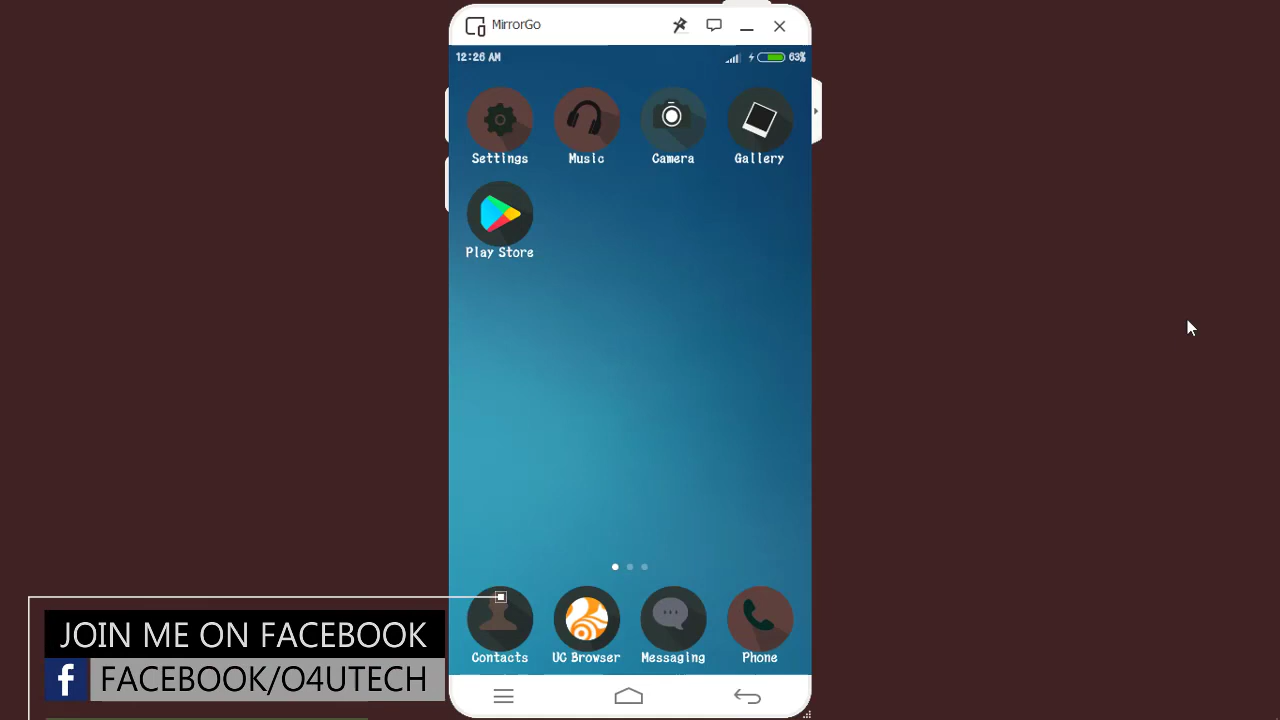 MirrorGo
12:26 AM 63%
Settings Music Camera Gallery
Play Store
Contacts UC Browser Messaging Phone
JOIN ME ON FACEBOOK
f FACEBOOK/O4UTECH